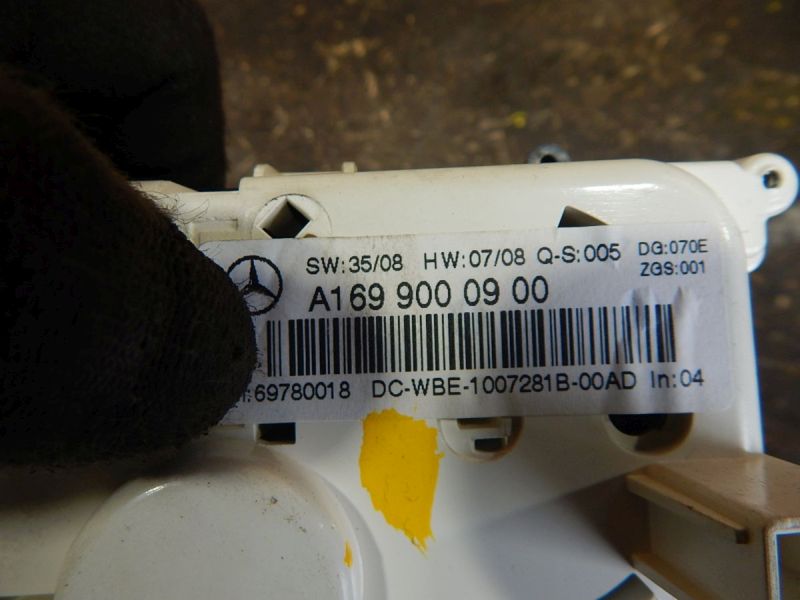 SW:35/08 HW:07/08 Q-S:005 DG:070E
ZGS:001
A169 900 09 00
:69780018 DC-WBE-1007281B-00AD In:04